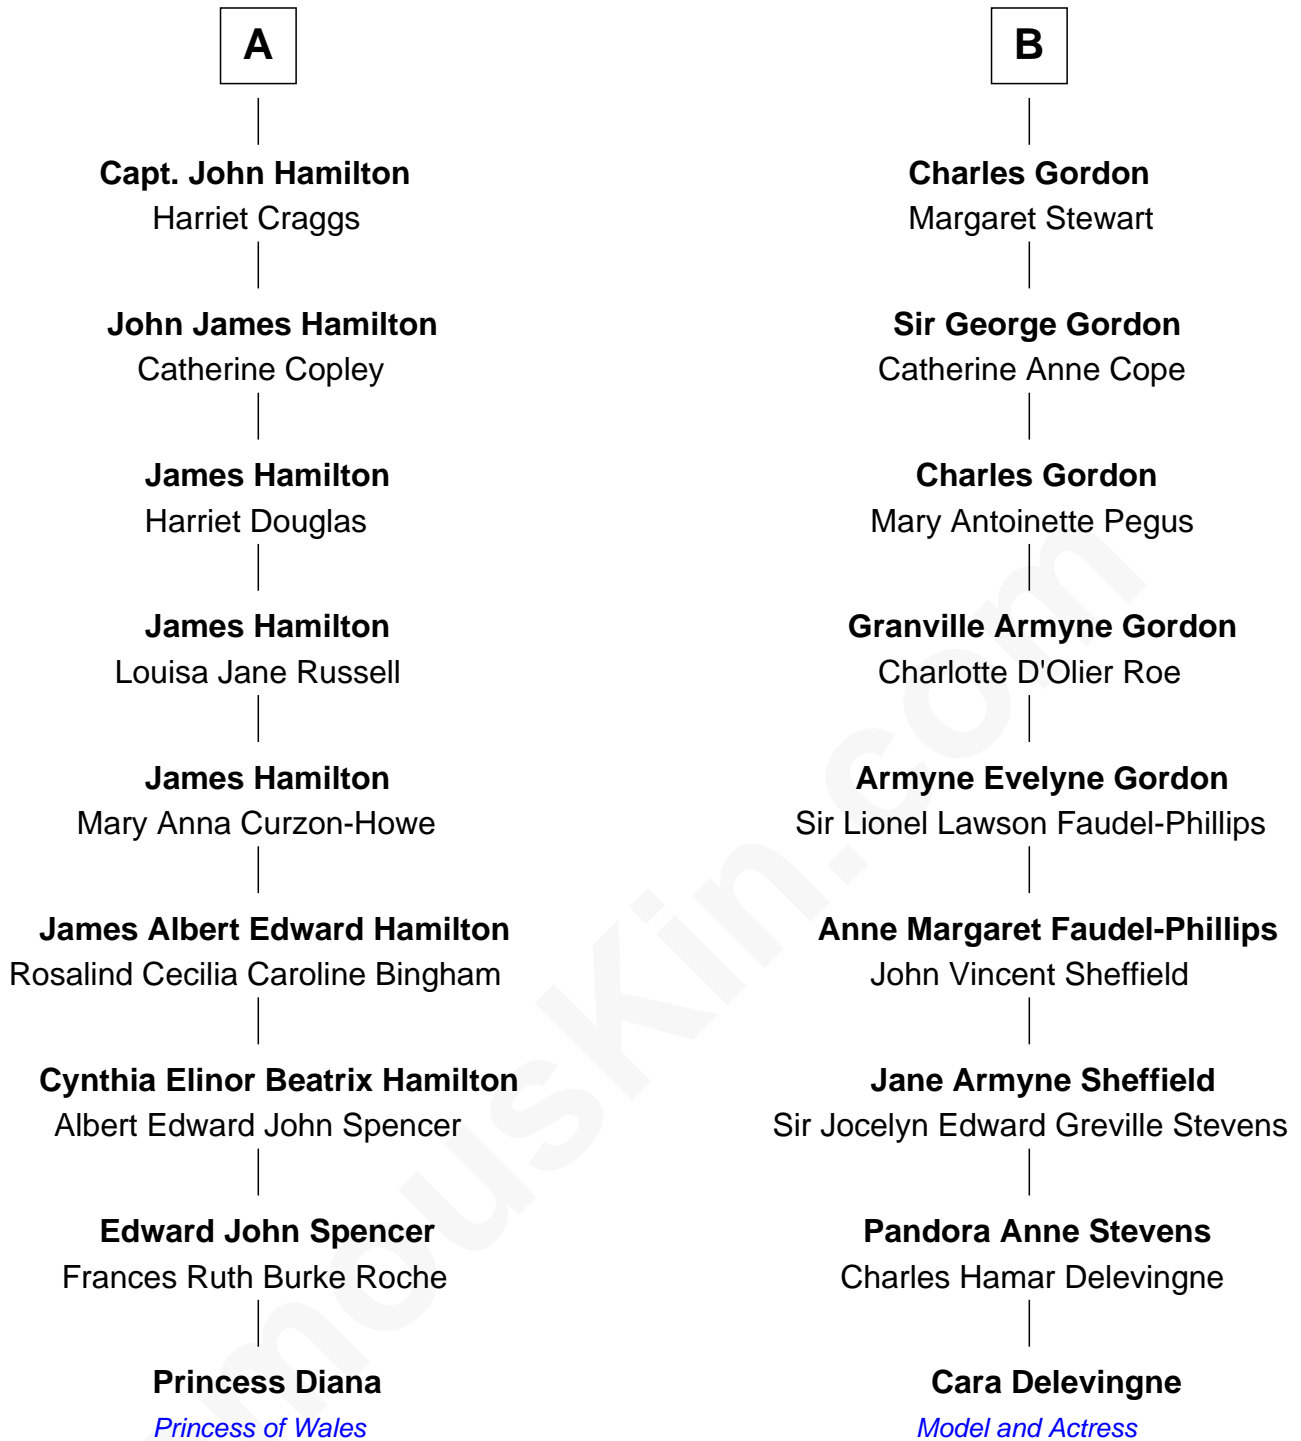 A
Capt. John Hamilton
Harriet Craggs
John James Hamilton
Catherine Copley
James Hamilton
Harriet Douglas
James Hamilton
Louisa Jane Russell
James Hamilton
Mary Anna Curzon-Howe
James Albert Edward Hamilton
Rosalind Cecilia Caroline Bingham
Cynthia Elinor Beatrix Hamilton
Albert Edward John Spencer
Edward John Spencer
Frances Ruth Burke Roche
Princess Diana
Princess of Wales
B
Charles Gordon
Margaret Stewart
Sir George Gordon
Catherine Anne Cope
Charles Gordon
Mary Antoinette Pegus
Granville Armyne Gordon
Charlotte D'Olier Roe
Armyne Evelyne Gordon
Sir Lionel Lawson Faudel-Phillips
Anne Margaret Faudel-Phillips
John Vincent Sheffield
Jane Armyne Sheffield
Sir Jocelyn Edward Greville Stevens
Pandora Anne Stevens
Charles Hamar Delevingne
Cara Delevingne
Model and Actress
mousKin.com